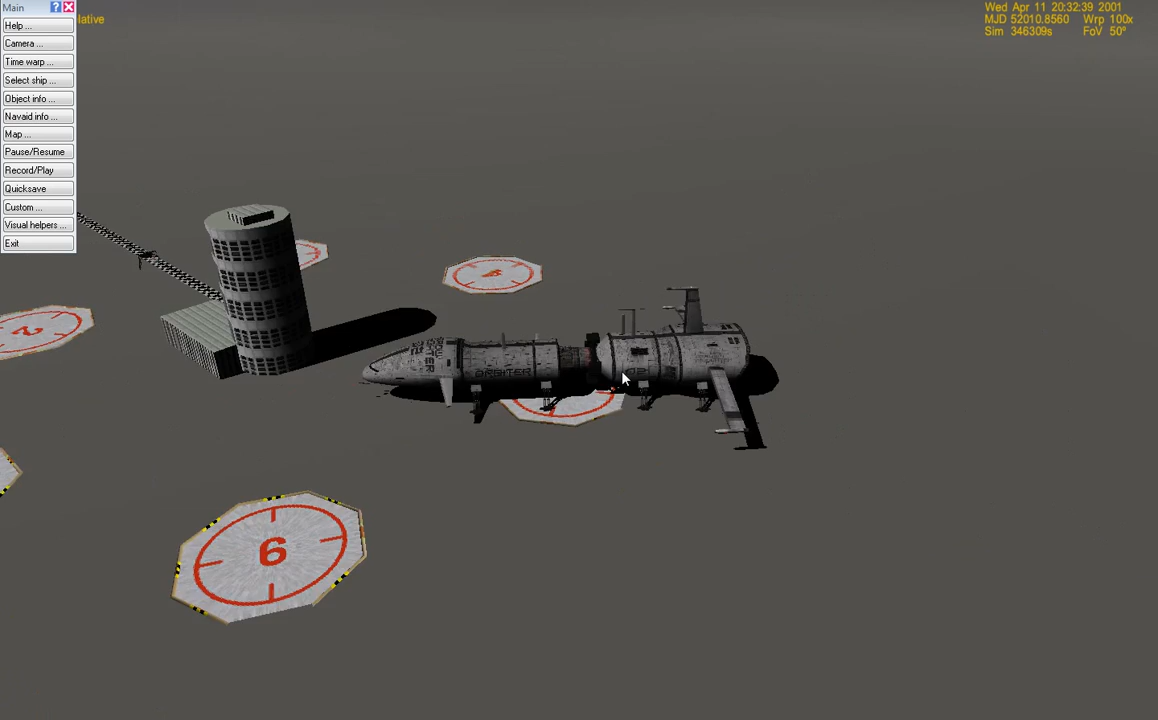 Main
lative
Help ...
Camera ...
Time warp ...
Select ship ...
Object info ...
Navaid info ...
Map ...
Pause/Resume
Record/Play
Quicksave
Custom ...
Visual helpers ...
Exit
Wed Apr 11 20:32:39 2001
MJD 52010.8560 Wrp 100x
Sim 346309s FoV 50°
4
2
ORBITER
6